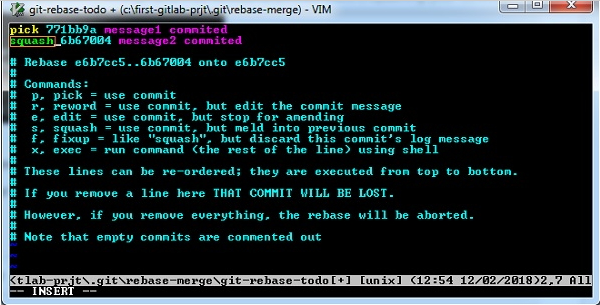 git-rebase-todo + (c:\first-gitlab-prjt\.git\rebase-merge) - VIM
pick 771bb9a message1 commited
squash 6b67004 message2 commited
# Rebase e6b7cc5..6b67004 onto e6b7cc5
#
# Commands:
#  p, pick = use commit
#  r, reword = use commit, but edit the commit message
#  e, edit = use commit, but stop for amending
#  s, squash = use commit, but meld into previous commit
#  f, fixup = like "squash", but discard this commit's log message
#  x, exec = run command (the rest of the line) using shell
#
# These lines can be re-ordered; they are executed from top to bottom.
#
# If you remove a line here THAT COMMIT WILL BE LOST.
#
# However, if you remove everything, the rebase will be aborted.
#
# Note that empty commits are commented out
~
~
<tlab-prjt\.git\rebase-merge\git-rebase-todo[+] [unix] (12:54 12/02/2018)2,7 All
-- INSERT --